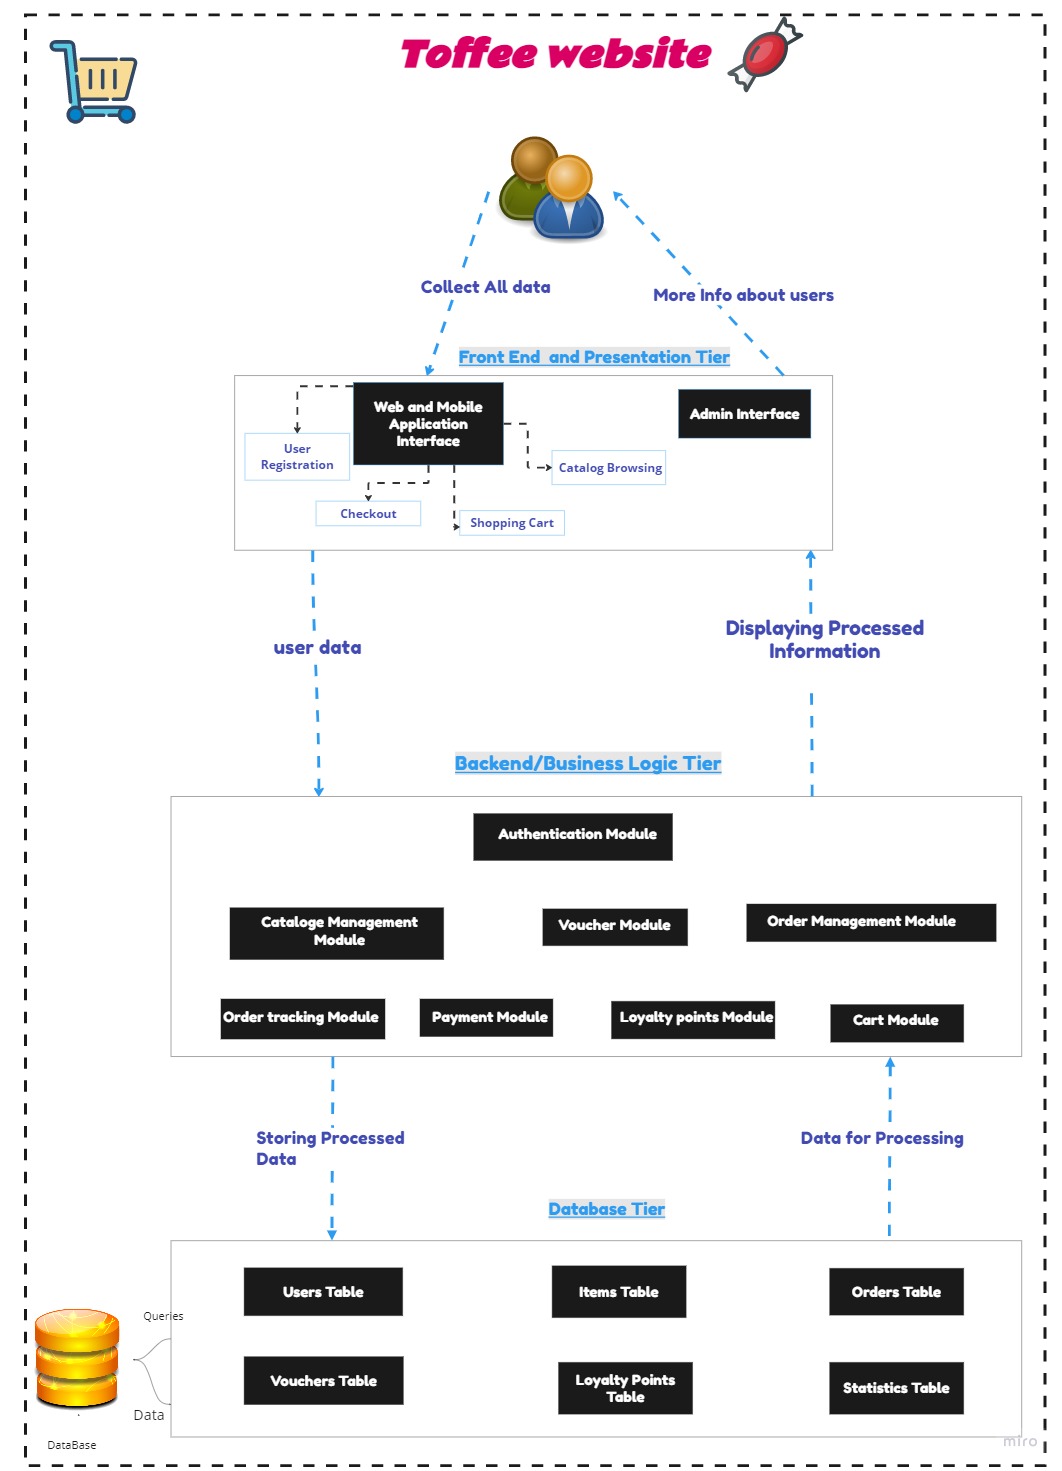 Toffee website
Collect All data
More Info about users
Front End  and Presentation Tier
Web and Mobile
Application
Interface
Admin Interface
User
Registration
Catalog Browsing
Checkout
Shopping Cart
user data
Displaying Processed
Information
Backend/Business Logic Tier
Authentication Module
Cataloge Management
Module
Voucher Module
Order Management Module
Order tracking Module
Payment Module
Loyalty points Module
Cart Module
Storing Processed
Data
Data for Processing
Database Tier
Users Table
Items Table
Orders Table
Queries
Vouchers Table
Loyalty Points
Table
Statistics Table
Data
DataBase
miro